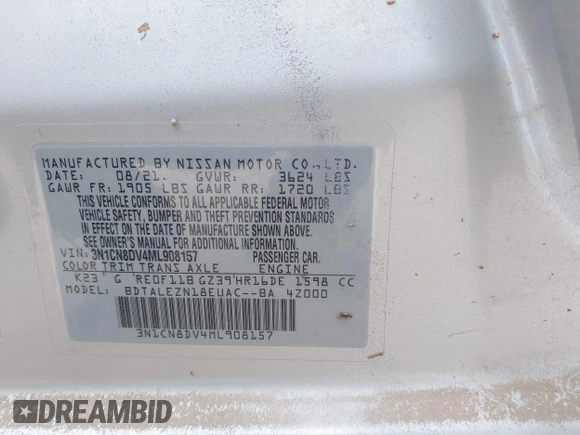 MANUFACTURED BY NISSAN MOTOR CO., LTD.
DATE: 08/21. GVWR: 3624 LBS
GAWR FR: 1905 LBS GAWR RR: 1720 LBS
THIS VEHICLE CONFORMS TO ALL APPLICABLE FEDERAL MOTOR
VEHICLE SAFETY, BUMPER AND THEFT PREVENTION STANDARDS
IN EFFECT ON THE DATE OF MANUFACTURE SHOWN ABOVE.
SEE OWNER'S MANUAL FOR ADDITIONAL INFORMATION.
VIN: 3N1CN8DV4ML908157 PASSENGER CAR.
COLOR TRIM TRANS AXLE ENGINE
K23 G RE0F11B GZ39 HR16DE 1598 CC
MODEL: BDTALEZN18EUAC--BA 4Z000
3N1CN8DV4ML908157
DREAMBID